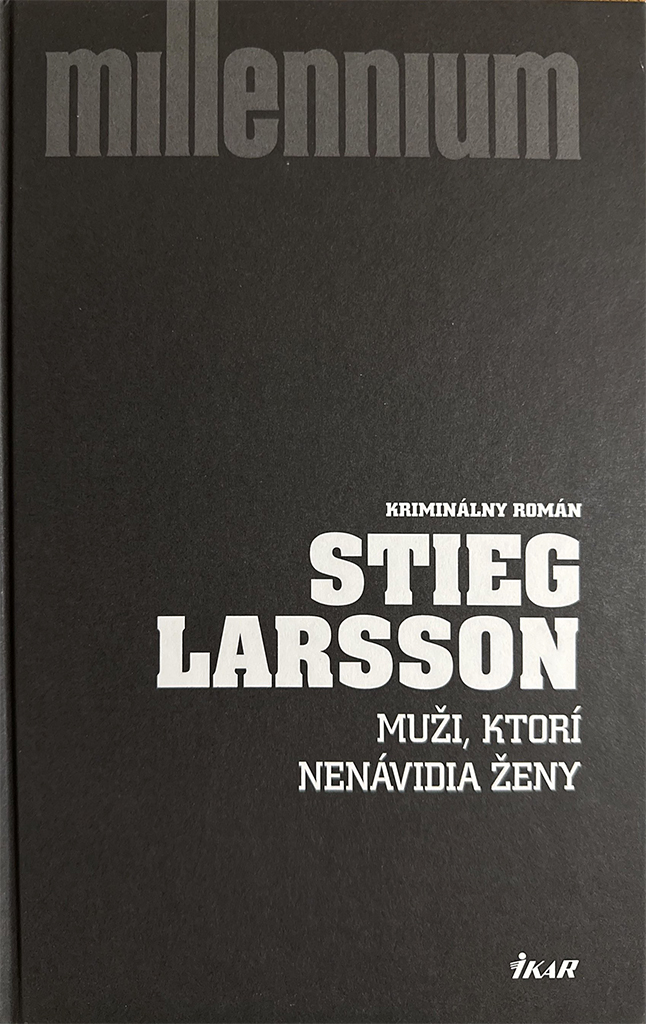 millennium
KRIMINÁLNY ROMÁN
STIEG
LARSSON
MUŽI, KTORÍ
NENÁVIDIA ŽENY
IKAR